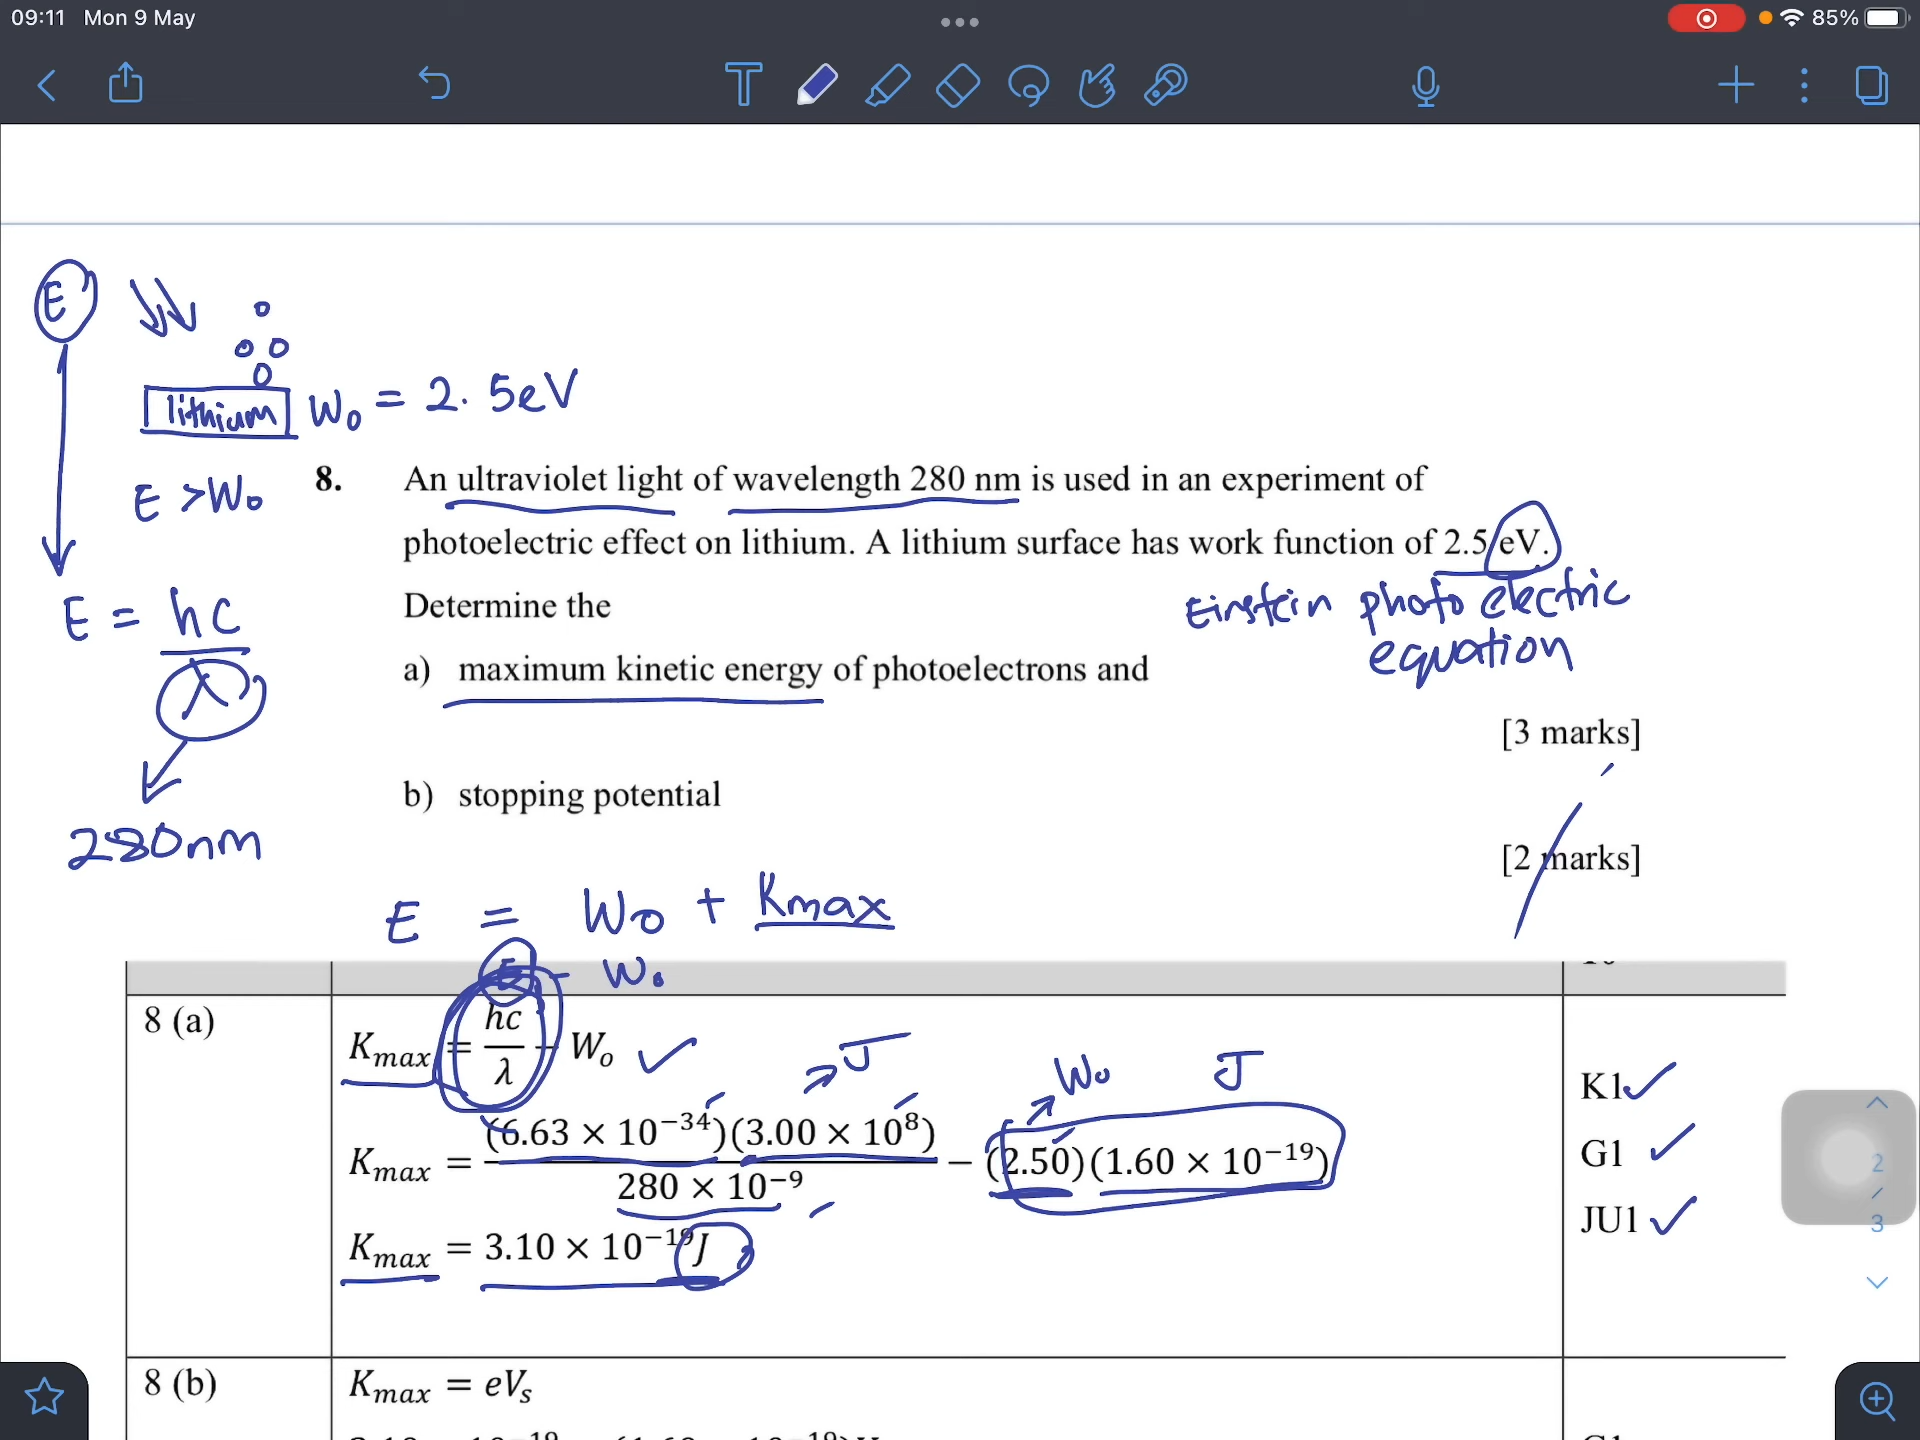 09:11 Mon 9 May
85%
E
lithium
W₀ = 2.5eV
E > W₀
8. An ultraviolet light of wavelength 280 nm is used in an experiment of
photoelectric effect on lithium. A lithium surface has work function of 2.5 eV.
Einstein photo electric
equation
Determine the
E = hc
λ
280nm
a) maximum kinetic energy of photoelectrons and
[3 marks]
b) stopping potential
[2 marks]
E = W₀ + Kmax
E - W₀
8 (a)
Kmax = hc/λ − Wo
J
W₀ J
Kmax = (6.63 × 10⁻³⁴)(3.00 × 10⁸)/280 × 10⁻⁹ − (2.50)(1.60 × 10⁻¹⁹)
Kmax = 3.10 × 10⁻¹⁹J
K1
G1
JU1
2
/
3
8 (b)
Kmax = eVs